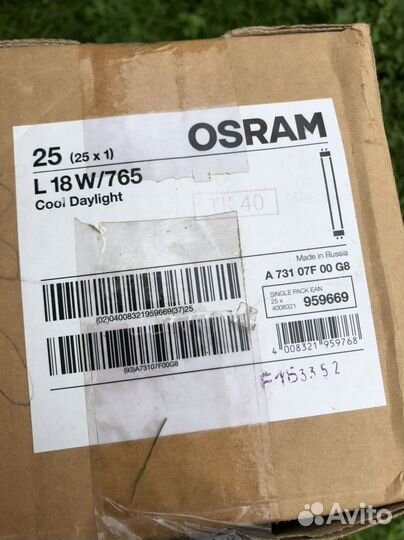 25 (25 x 1)
OSRAM
L 18 W/765
Cool Daylight
40
Made in Russia
A 731 07F 00 G8
SINGLE PACK EAN
25 x
4008321 959669
(02)04008321959669(37)25
(93)A73107F00G8
4 008321 959768
F153352
Avito